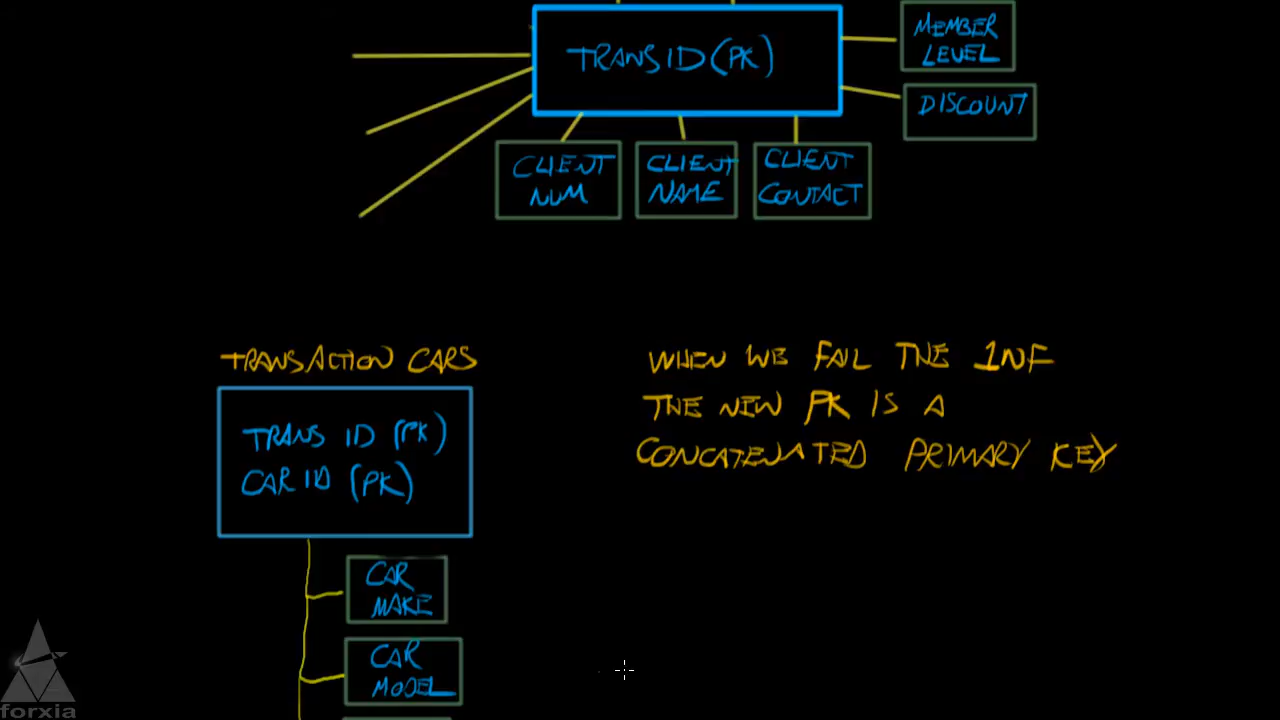 TRANS ID (PK)
MEMBER
LEVEL
DISCOUNT
CLIENT
NUM
CLIENT
NAME
CLIENT
CONTACT
TRANSACTION CARS
TRANS ID (PK)
CAR ID (PK)
WHEN WE FAIL THE 1NF
THE NEW PK IS A
CONCATENATED PRIMARY KEY
CAR
MAKE
CAR
MODEL
forxia